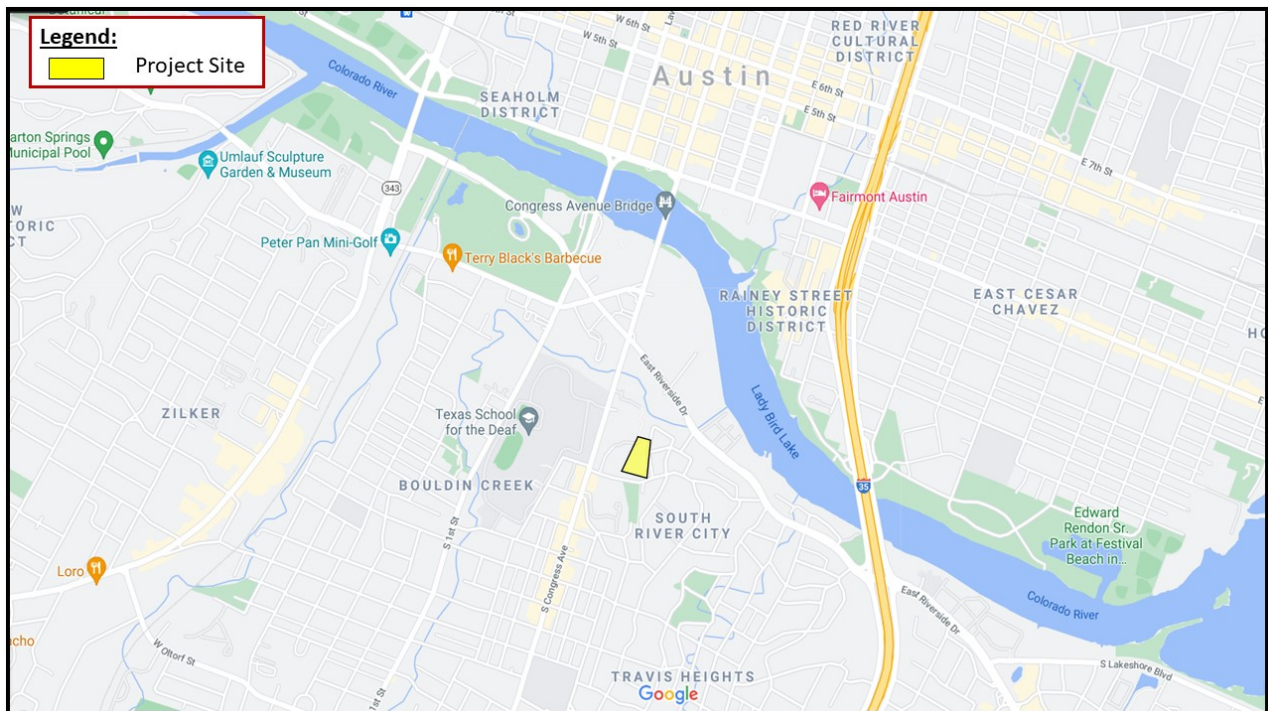 Legend:
Project Site
W 6th St
W 5th St
RED RIVER
CULTURAL
DISTRICT
Austin
Colorado River
SEAHOLM
DISTRICT
E 6th St
E 5th St
E 7th St
arton Springs
Municipal Pool
Umlauf Sculpture
Garden & Museum
343
Congress Avenue Bridge
Fairmont Austin
Peter Pan Mini-Golf
Terry Black's Barbecue
RAINEY STREET
HISTORIC
DISTRICT
EAST CESAR
CHAVEZ
East Riverside Dr
Lady Bird Lake
ZILKER
Texas School
for the Deaf
BOULDIN CREEK
35
SOUTH
RIVER CITY
S 1st St
Edward
Rendon Sr.
Park at Festival
Beach in...
Loro
S Congress Ave
East Riverside Dr
Colorado River
cho
W Oltorf St
S Lakeshore Blvd
TRAVIS HEIGHTS
Google
1st St